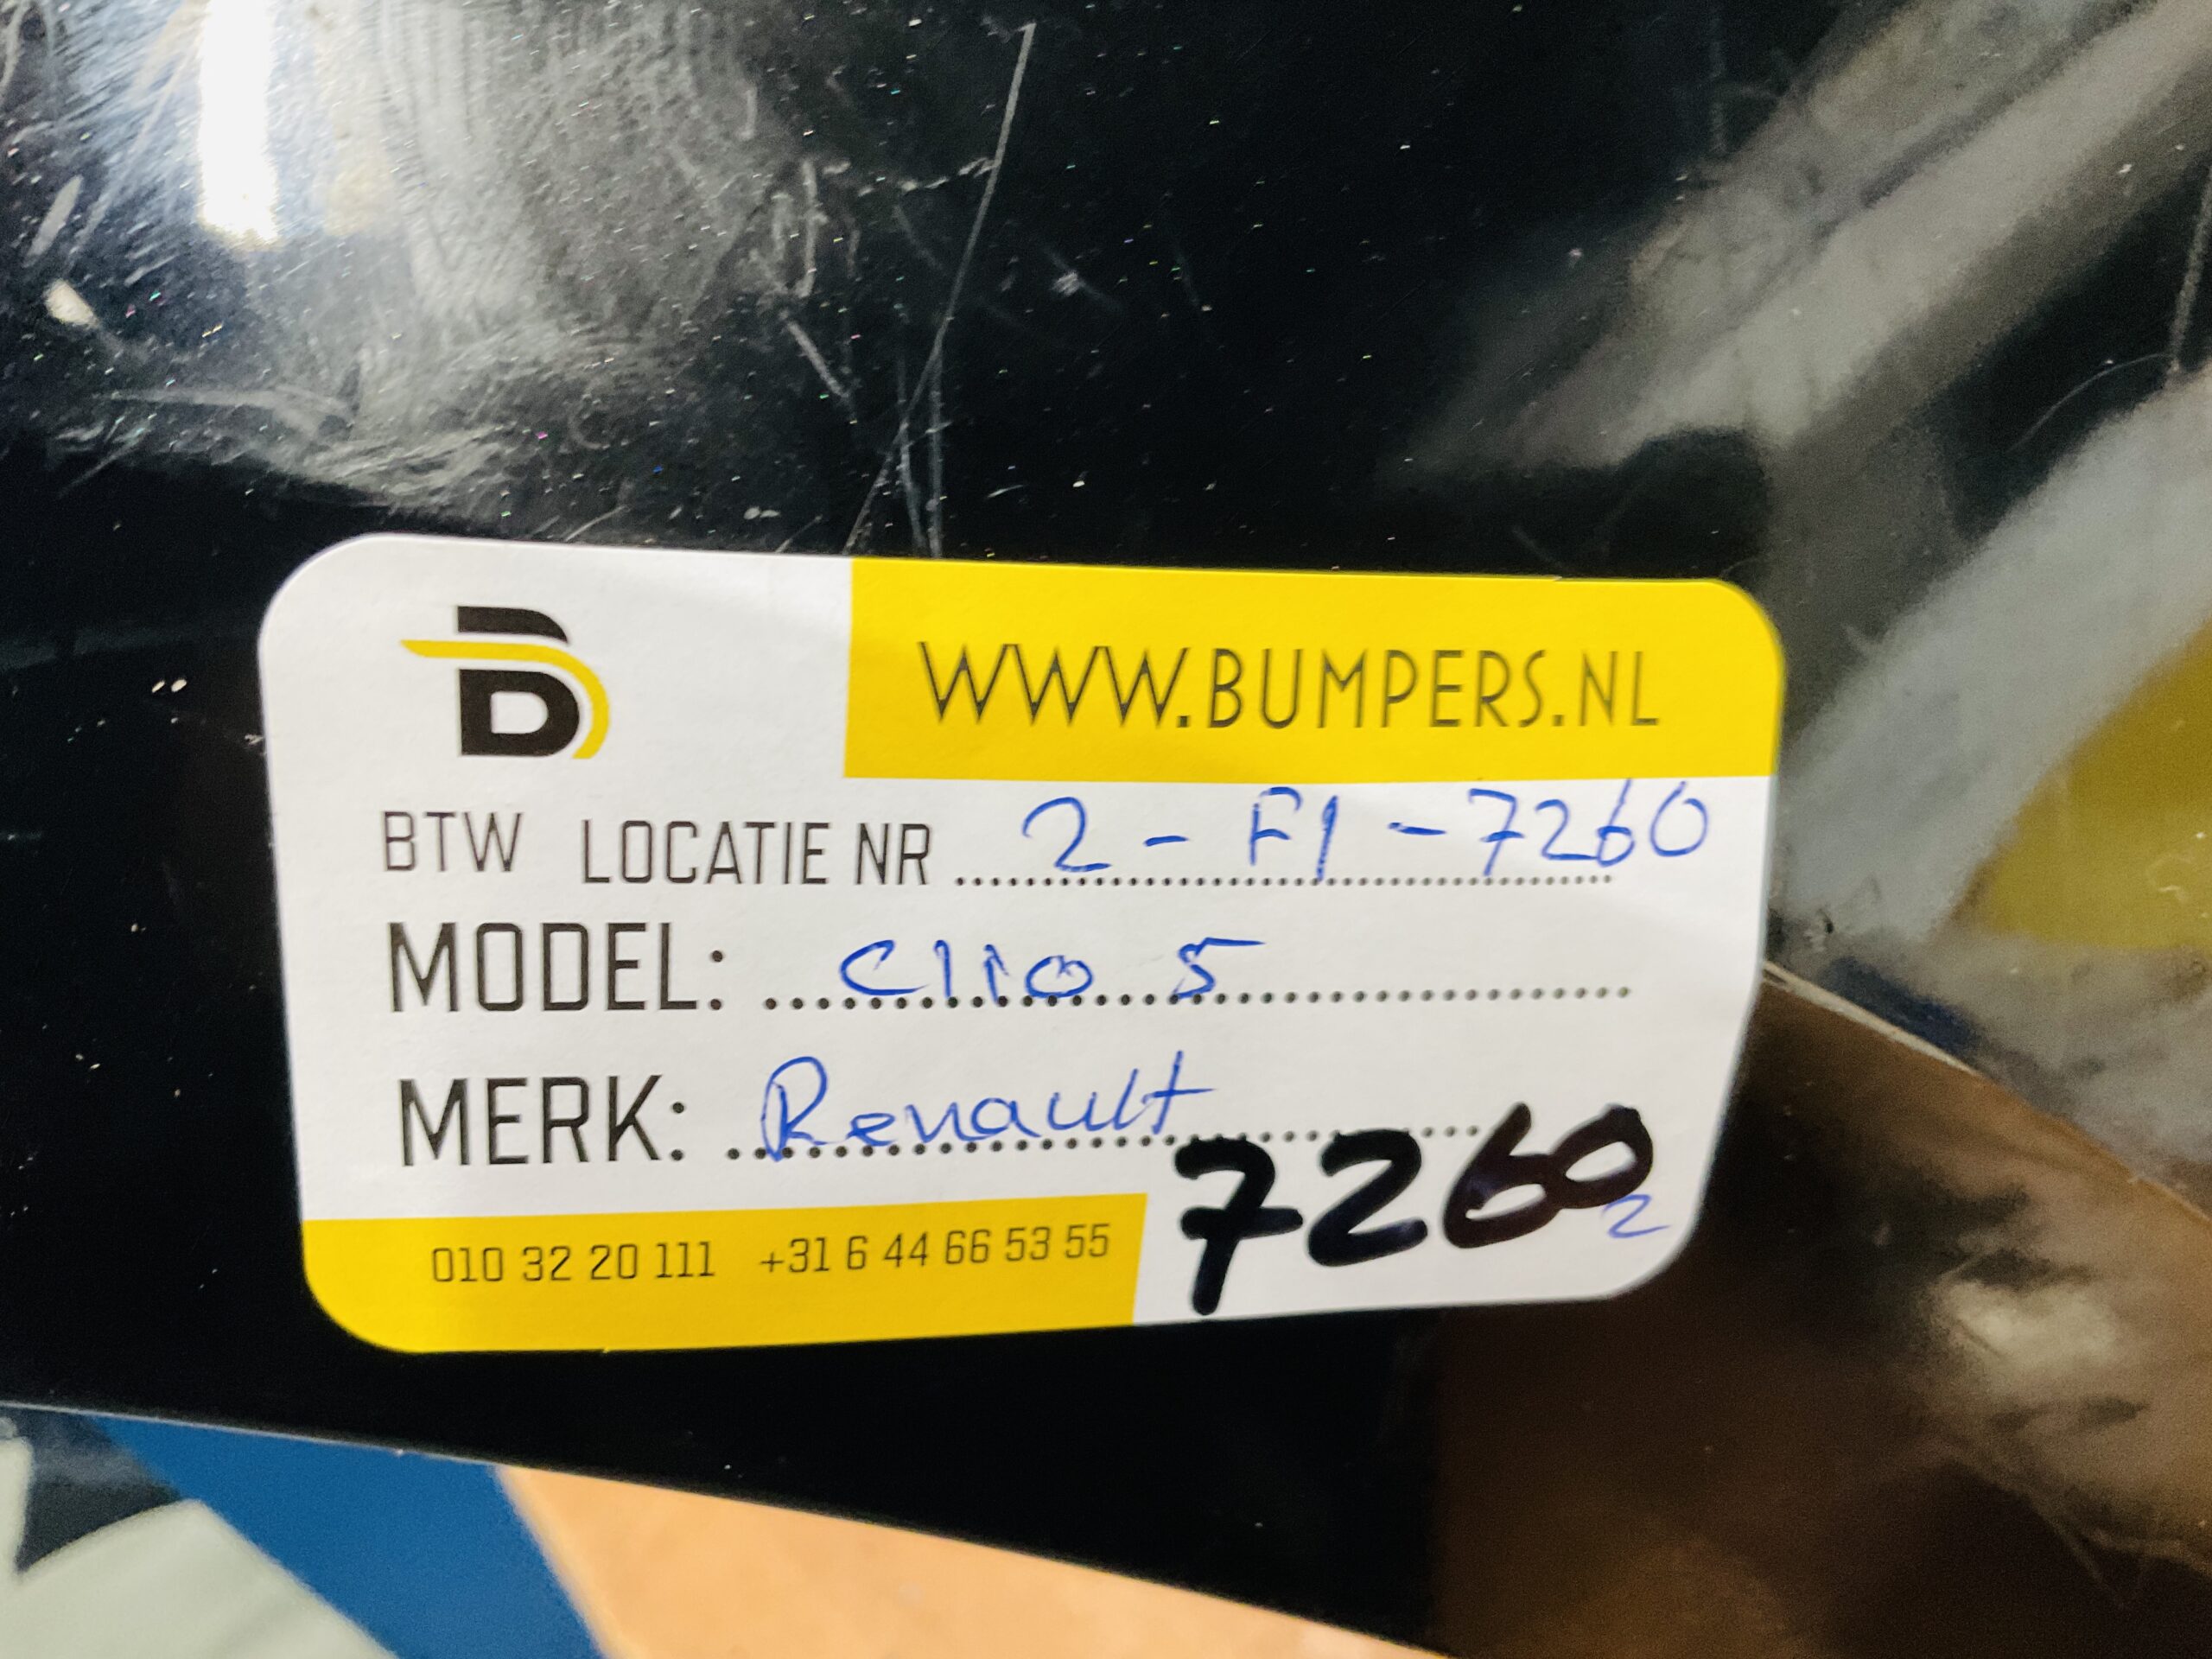 B
WWW.BUMPERS.NL
BTW LOCATIE NR 2 - F1 - 7260
MODEL: Clio 5
MERK: Renault
7260
2
010 32 20 111 +31 6 44 66 53 55